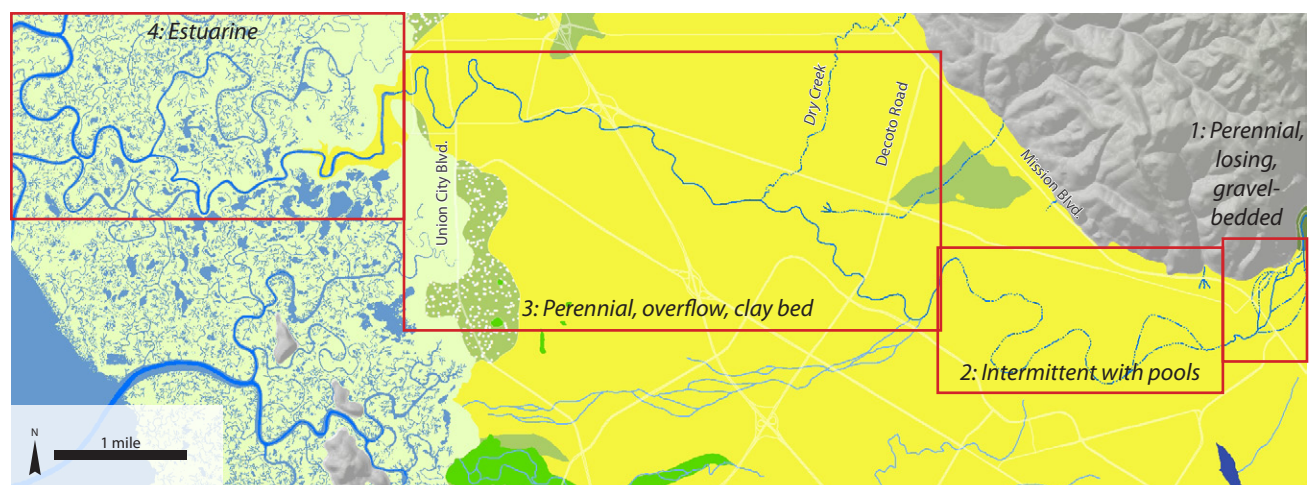 4: Estuarine
Union City Blvd.
Dry Creek
Decoto Road
Mission Blvd.
1: Perennial,
losing,
gravel-
bedded
3: Perennial, overflow, clay bed
2: Intermittent with pools
N
1 mile